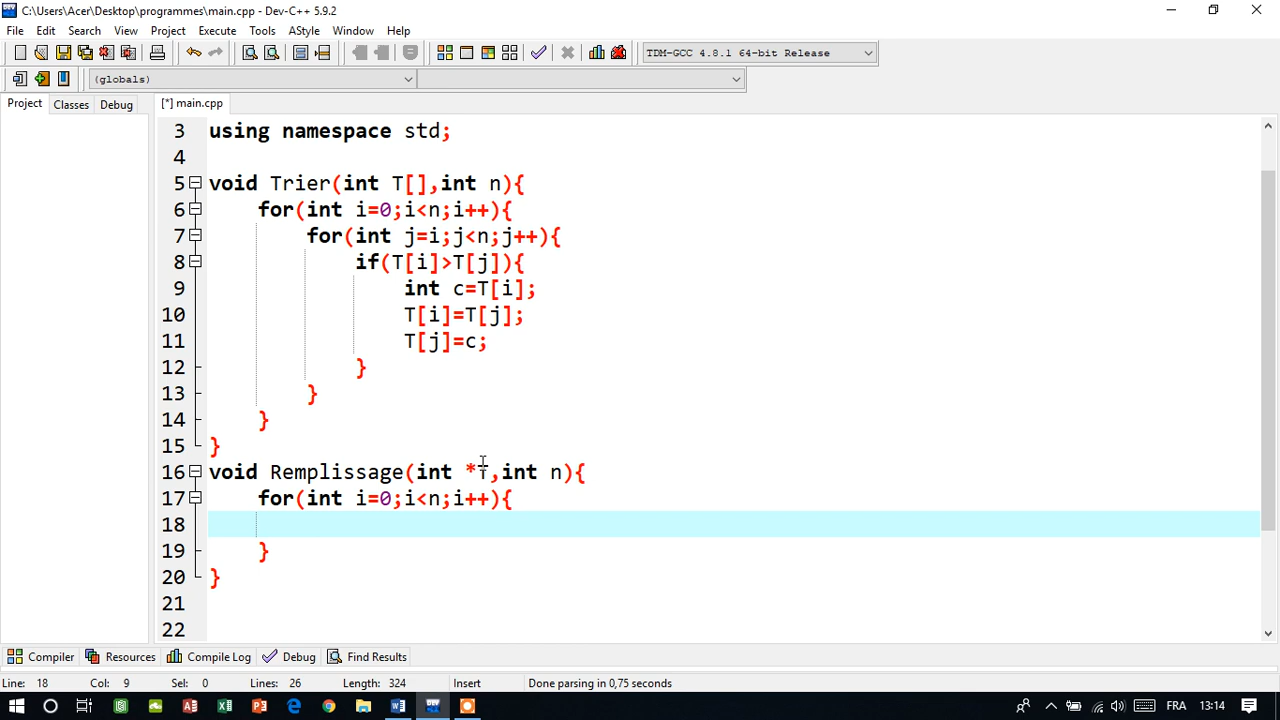 C:\Users\Acer\Desktop\programmes\main.cpp - Dev-C++ 5.9.2
File Edit Search View Project Execute Tools AStyle Window Help
TDM-GCC 4.8.1 64-bit Release
(globals)
Project Classes Debug [*] main.cpp
3 using namespace std;
4
5 void Trier(int T[],int n){
6 for(int i=0;i<n;i++){
7 for(int j=i;j<n;j++){
8 if(T[i]>T[j]){
9 int c=T[i];
10 T[i]=T[j];
11 T[j]=c;
12 }
13 }
14 }
15 }
16 void Remplissage(int *T,int n){
17 for(int i=0;i<n;i++){
18
19 }
20 }
21
22
Compiler Resources Compile Log Debug Find Results
Line: 18 Col: 9 Sel: 0 Lines: 26 Length: 324 Insert Done parsing in 0,75 seconds
FRA 13:14